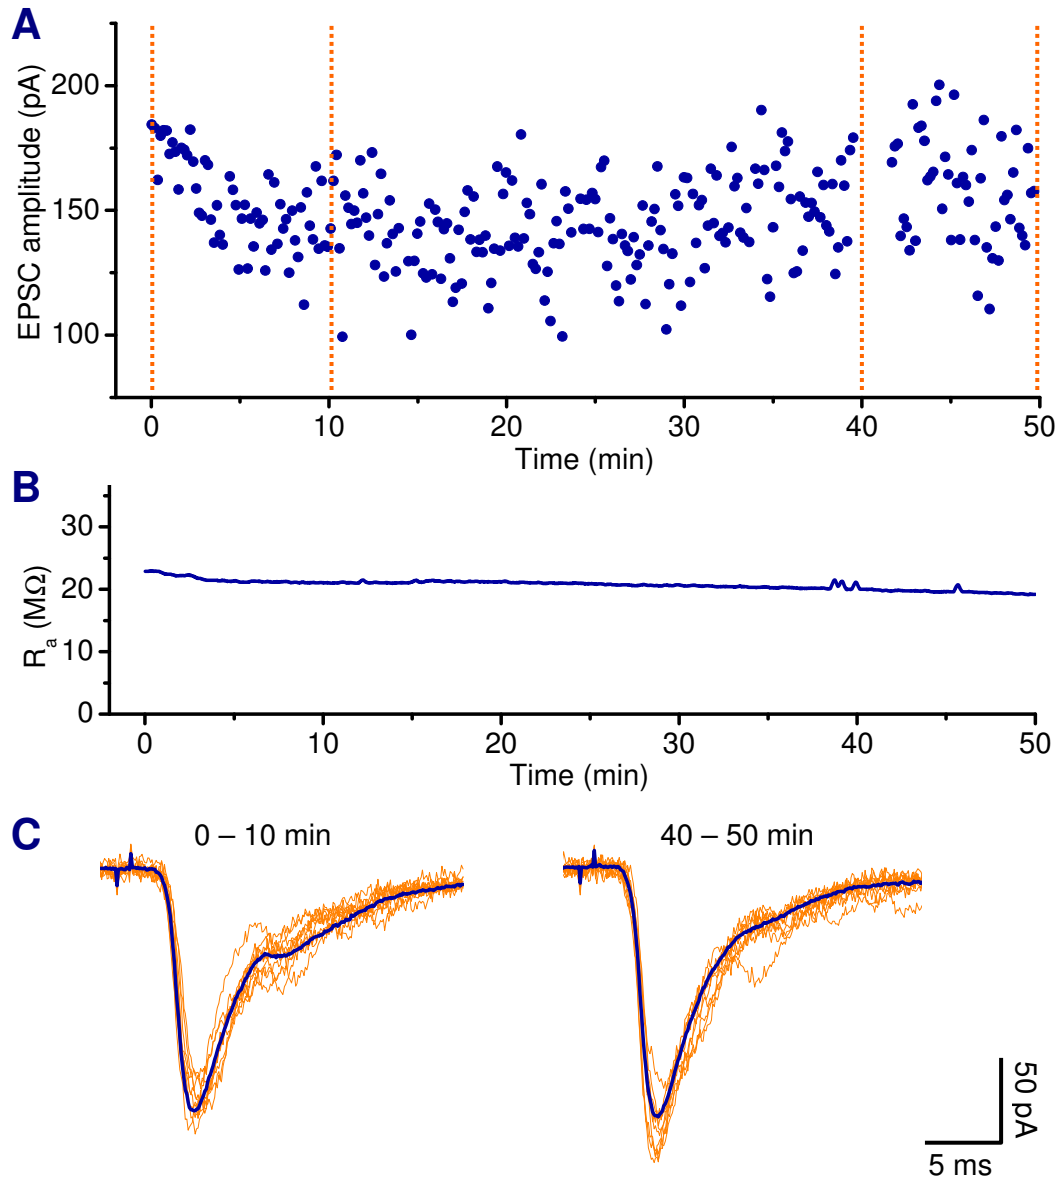 A
EPSC amplitude (pA)
200
150
100
0 10 20 30 40 50
Time (min)
B
Ra (MΩ)
30
20
10
0
0 10 20 30 40 50
Time (min)
C
0 – 10 min
40 – 50 min
50 pA
5 ms